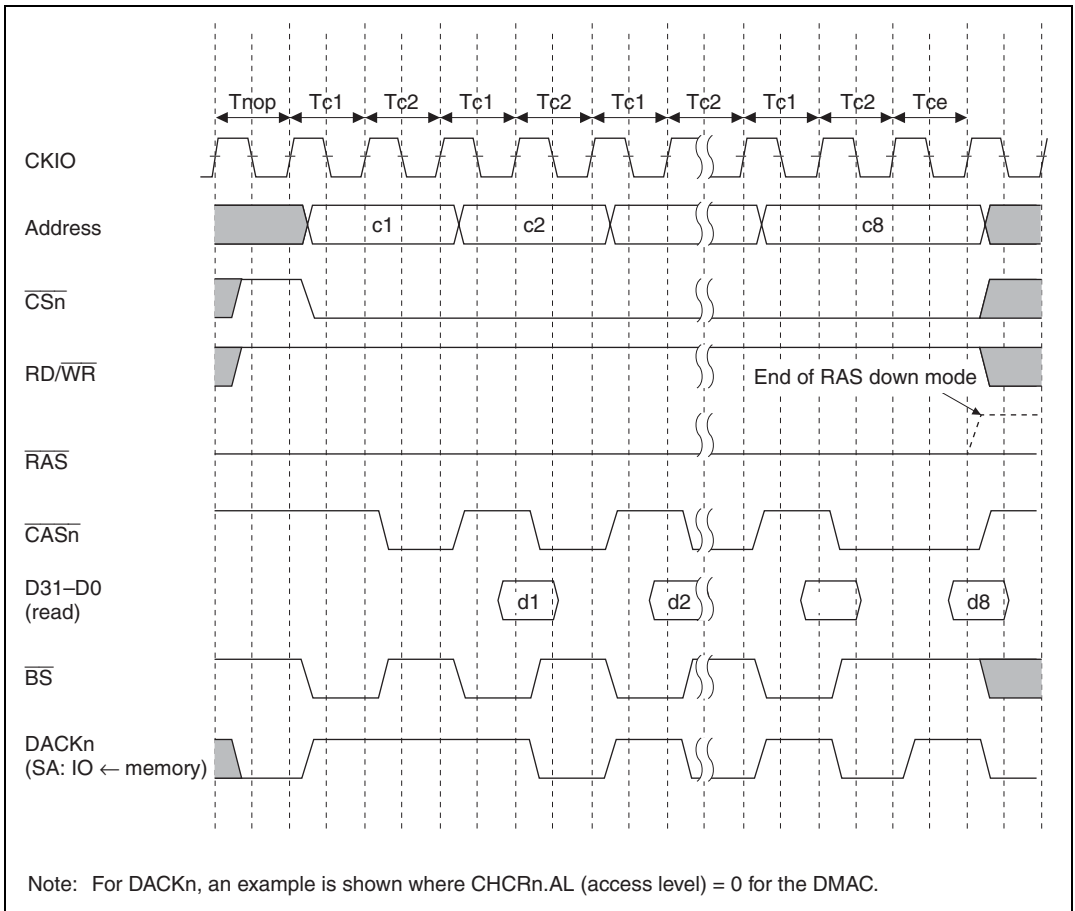 Tnop Tc1 Tc2 Tc1 Tc2 Tc1 Tc2 Tc1 Tc2 Tce
CKIO
Address c1 c2 c8
CSn
RD/WR
End of RAS down mode
RAS
CASn
D31–D0
(read) d1 d2 d8
BS
DACKn
(SA: IO ← memory)
Note: For DACKn, an example is shown where CHCRn.AL (access level) = 0 for the DMAC.